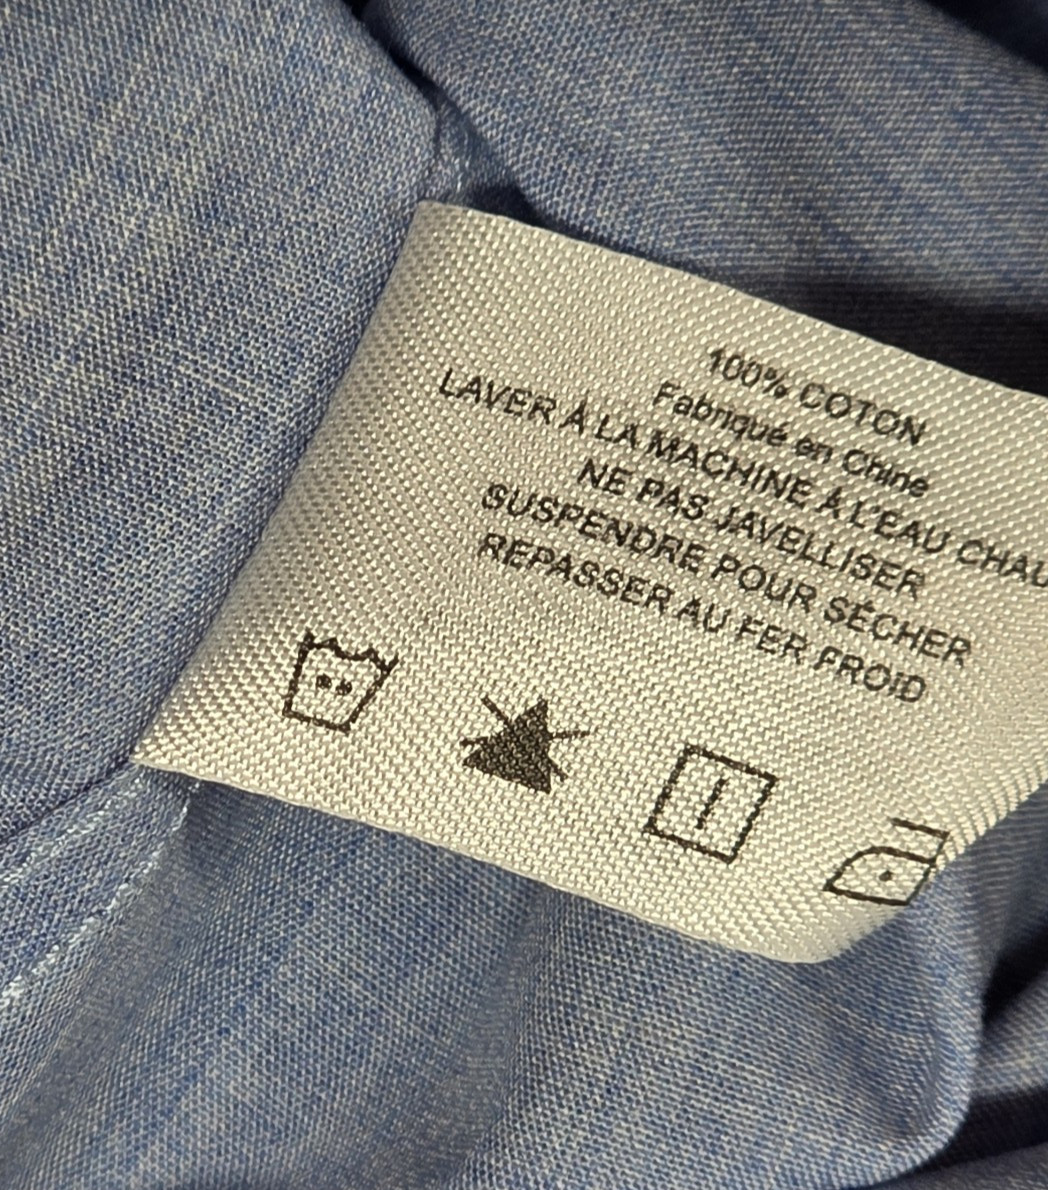 100% COTON
Fabriqué en Chine
LAVER À LA MACHINE À L'EAU CHAU
NE PAS JAVELLISER
SUSPENDRE POUR SÉCHER
REPASSER AU FER FROID